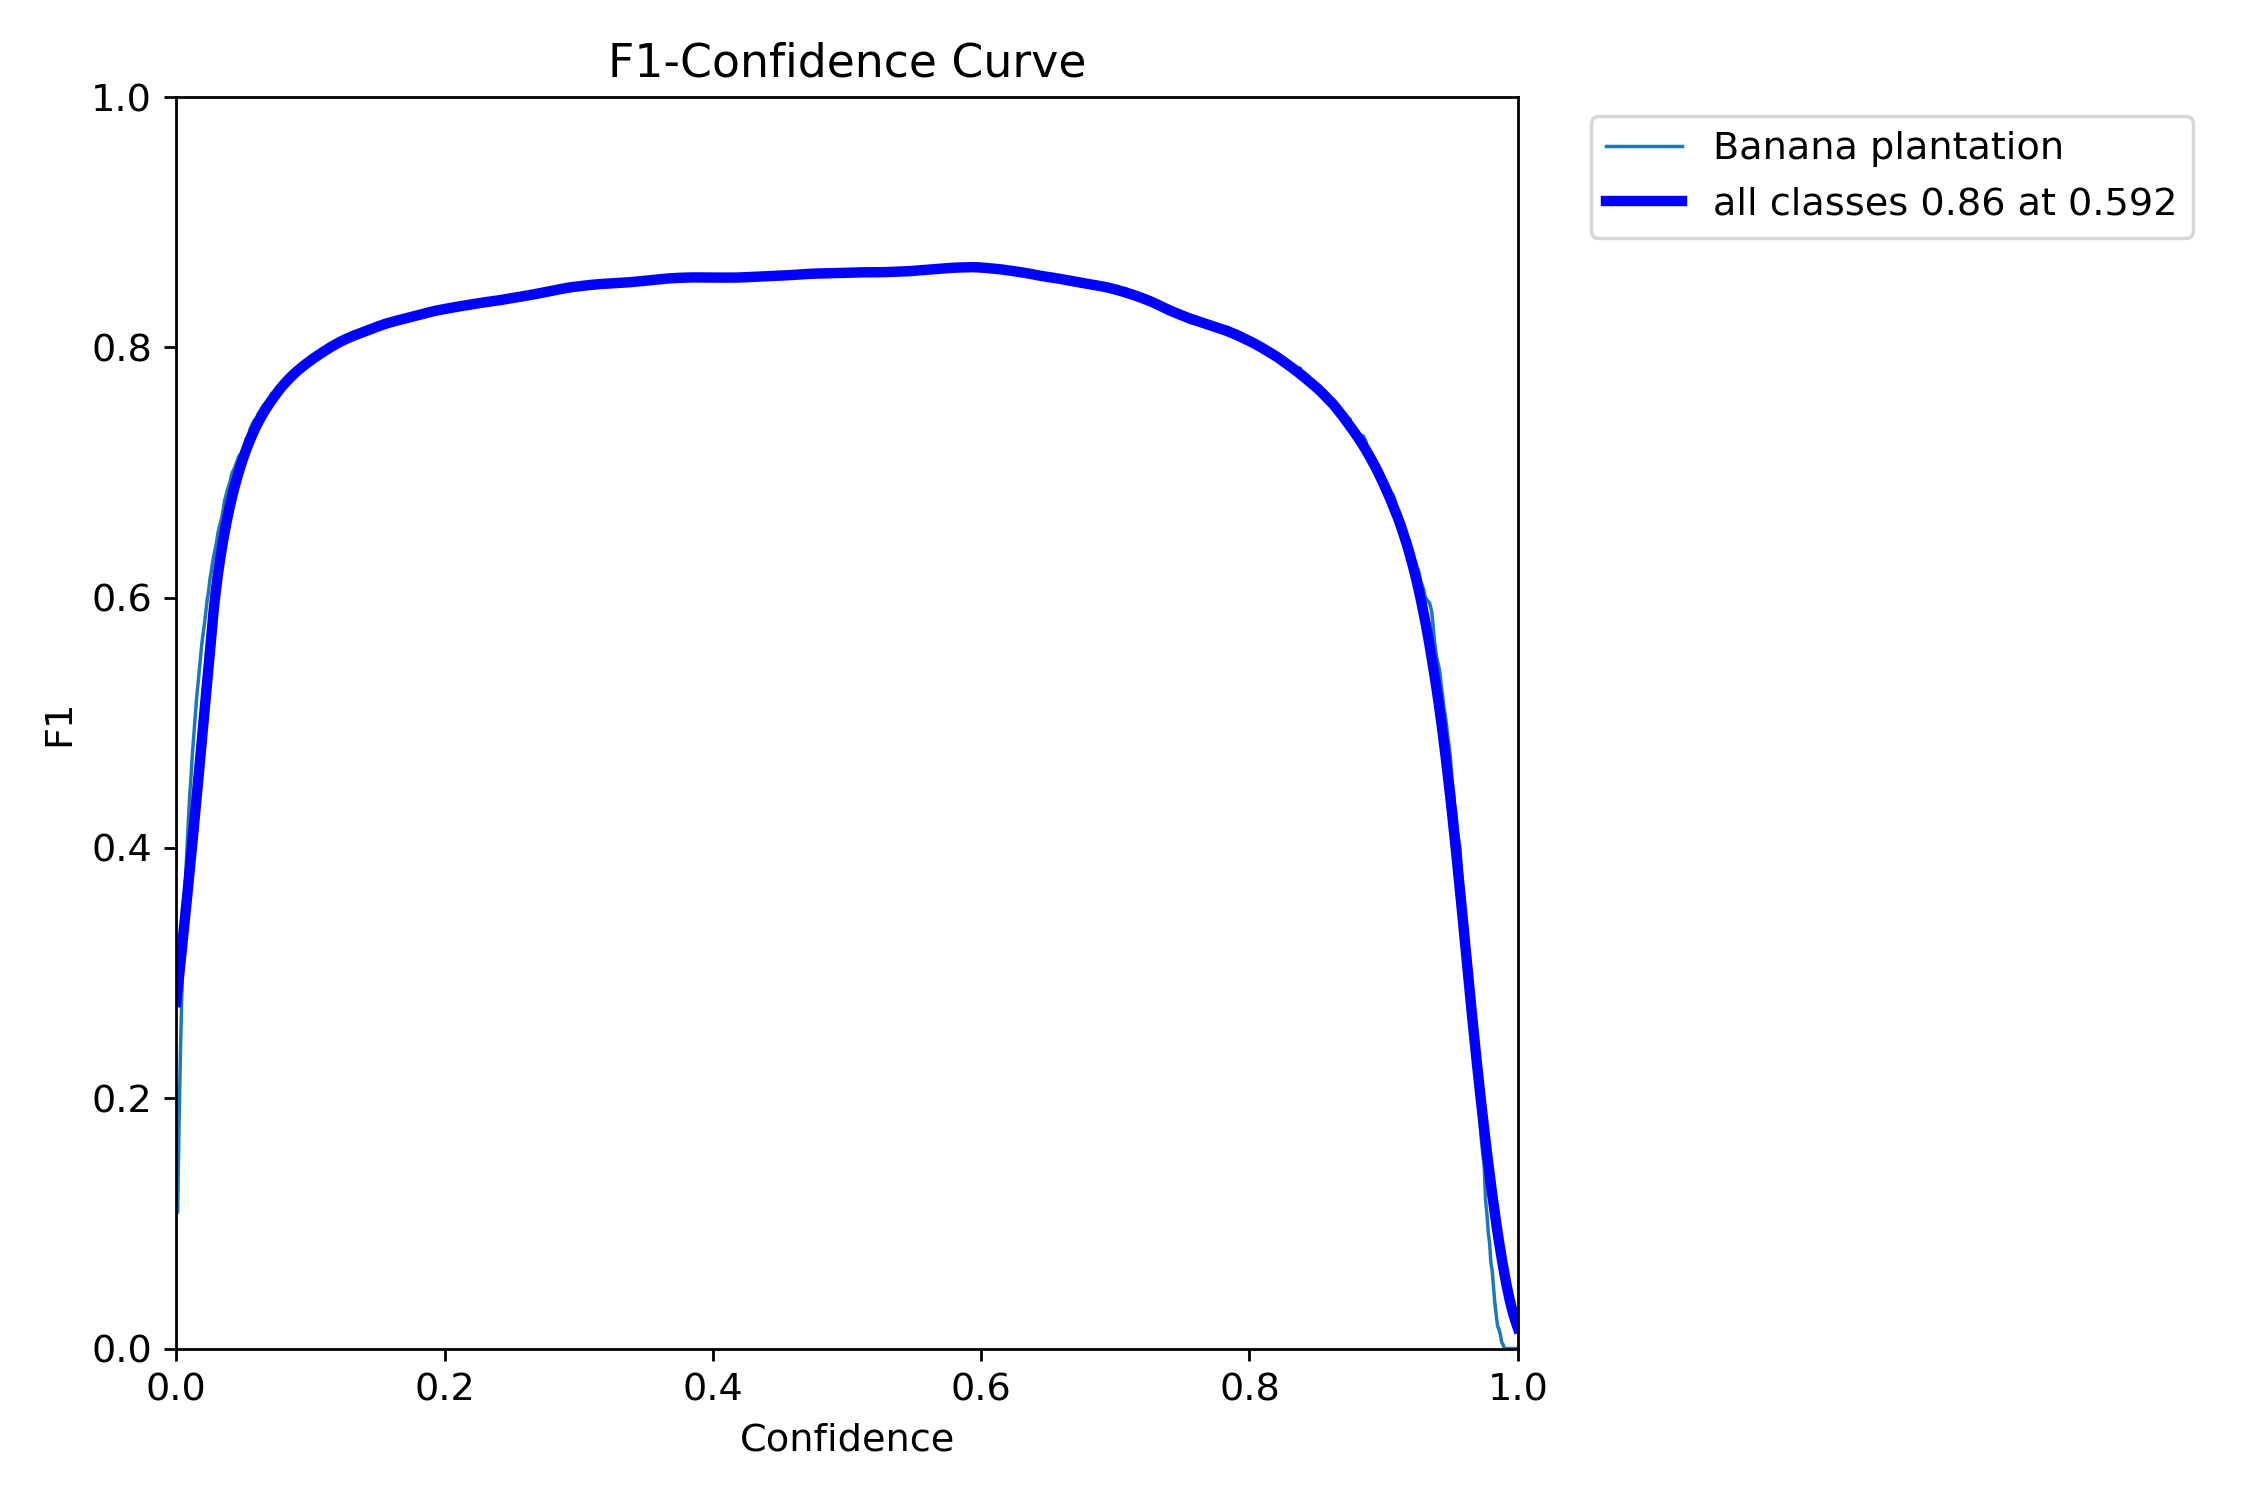 F1-Confidence Curve
1.0
0.8
0.6
0.4
0.2
0.0
F1
0.0 0.2 0.4 0.6 0.8 1.0
Confidence
Banana plantation
all classes 0.86 at 0.592